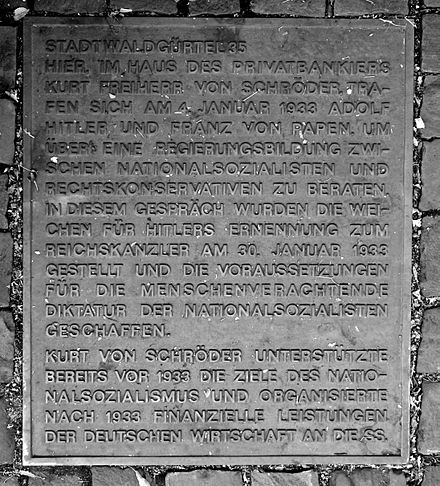 STADTWALDGÜRTEL 35
HIER, IM HAUS DES PRIVATBANKIERS
KURT FREIHERR VON SCHRÖDER, TRA-
FEN SICH AM 4. JANUAR 1933 ADOLF
HITLER UND FRANZ VON PAPEN, UM
ÜBER EINE REGIERUNGSBILDUNG ZWI-
SCHEN NATIONALSOZIALISTEN UND
RECHTSKONSERVATIVEN ZU BERATEN.
IN DIESEM GESPRÄCH WURDEN DIE WEI-
CHEN FÜR HITLERS ERNENNUNG ZUM
REICHSKANZLER AM 30. JANUAR 1933
GESTELLT UND DIE VORAUSSETZUNGEN
FÜR DIE MENSCHENVERACHTENDE
DIKTATUR DER NATIONALSOZIALISTEN
GESCHAFFEN.
KURT VON SCHRÖDER UNTERSTÜTZTE
BEREITS VOR 1933 DIE ZIELE DES NATIO-
NALSOZIALISMUS UND ORGANISIERTE
NACH 1933 FINANZIELLE LEISTUNGEN
DER DEUTSCHEN WIRTSCHAFT AN DIE SS.